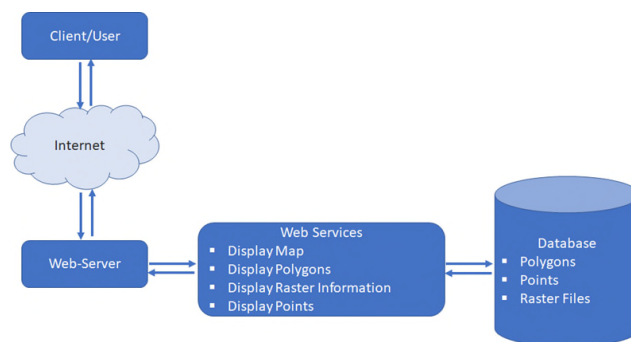 Client/User
Internet
Web-Server
Web Services
▪ Display Map
▪ Display Polygons
▪ Display Raster Information
▪ Display Points
Database
▪ Polygons
▪ Points
▪ Raster Files